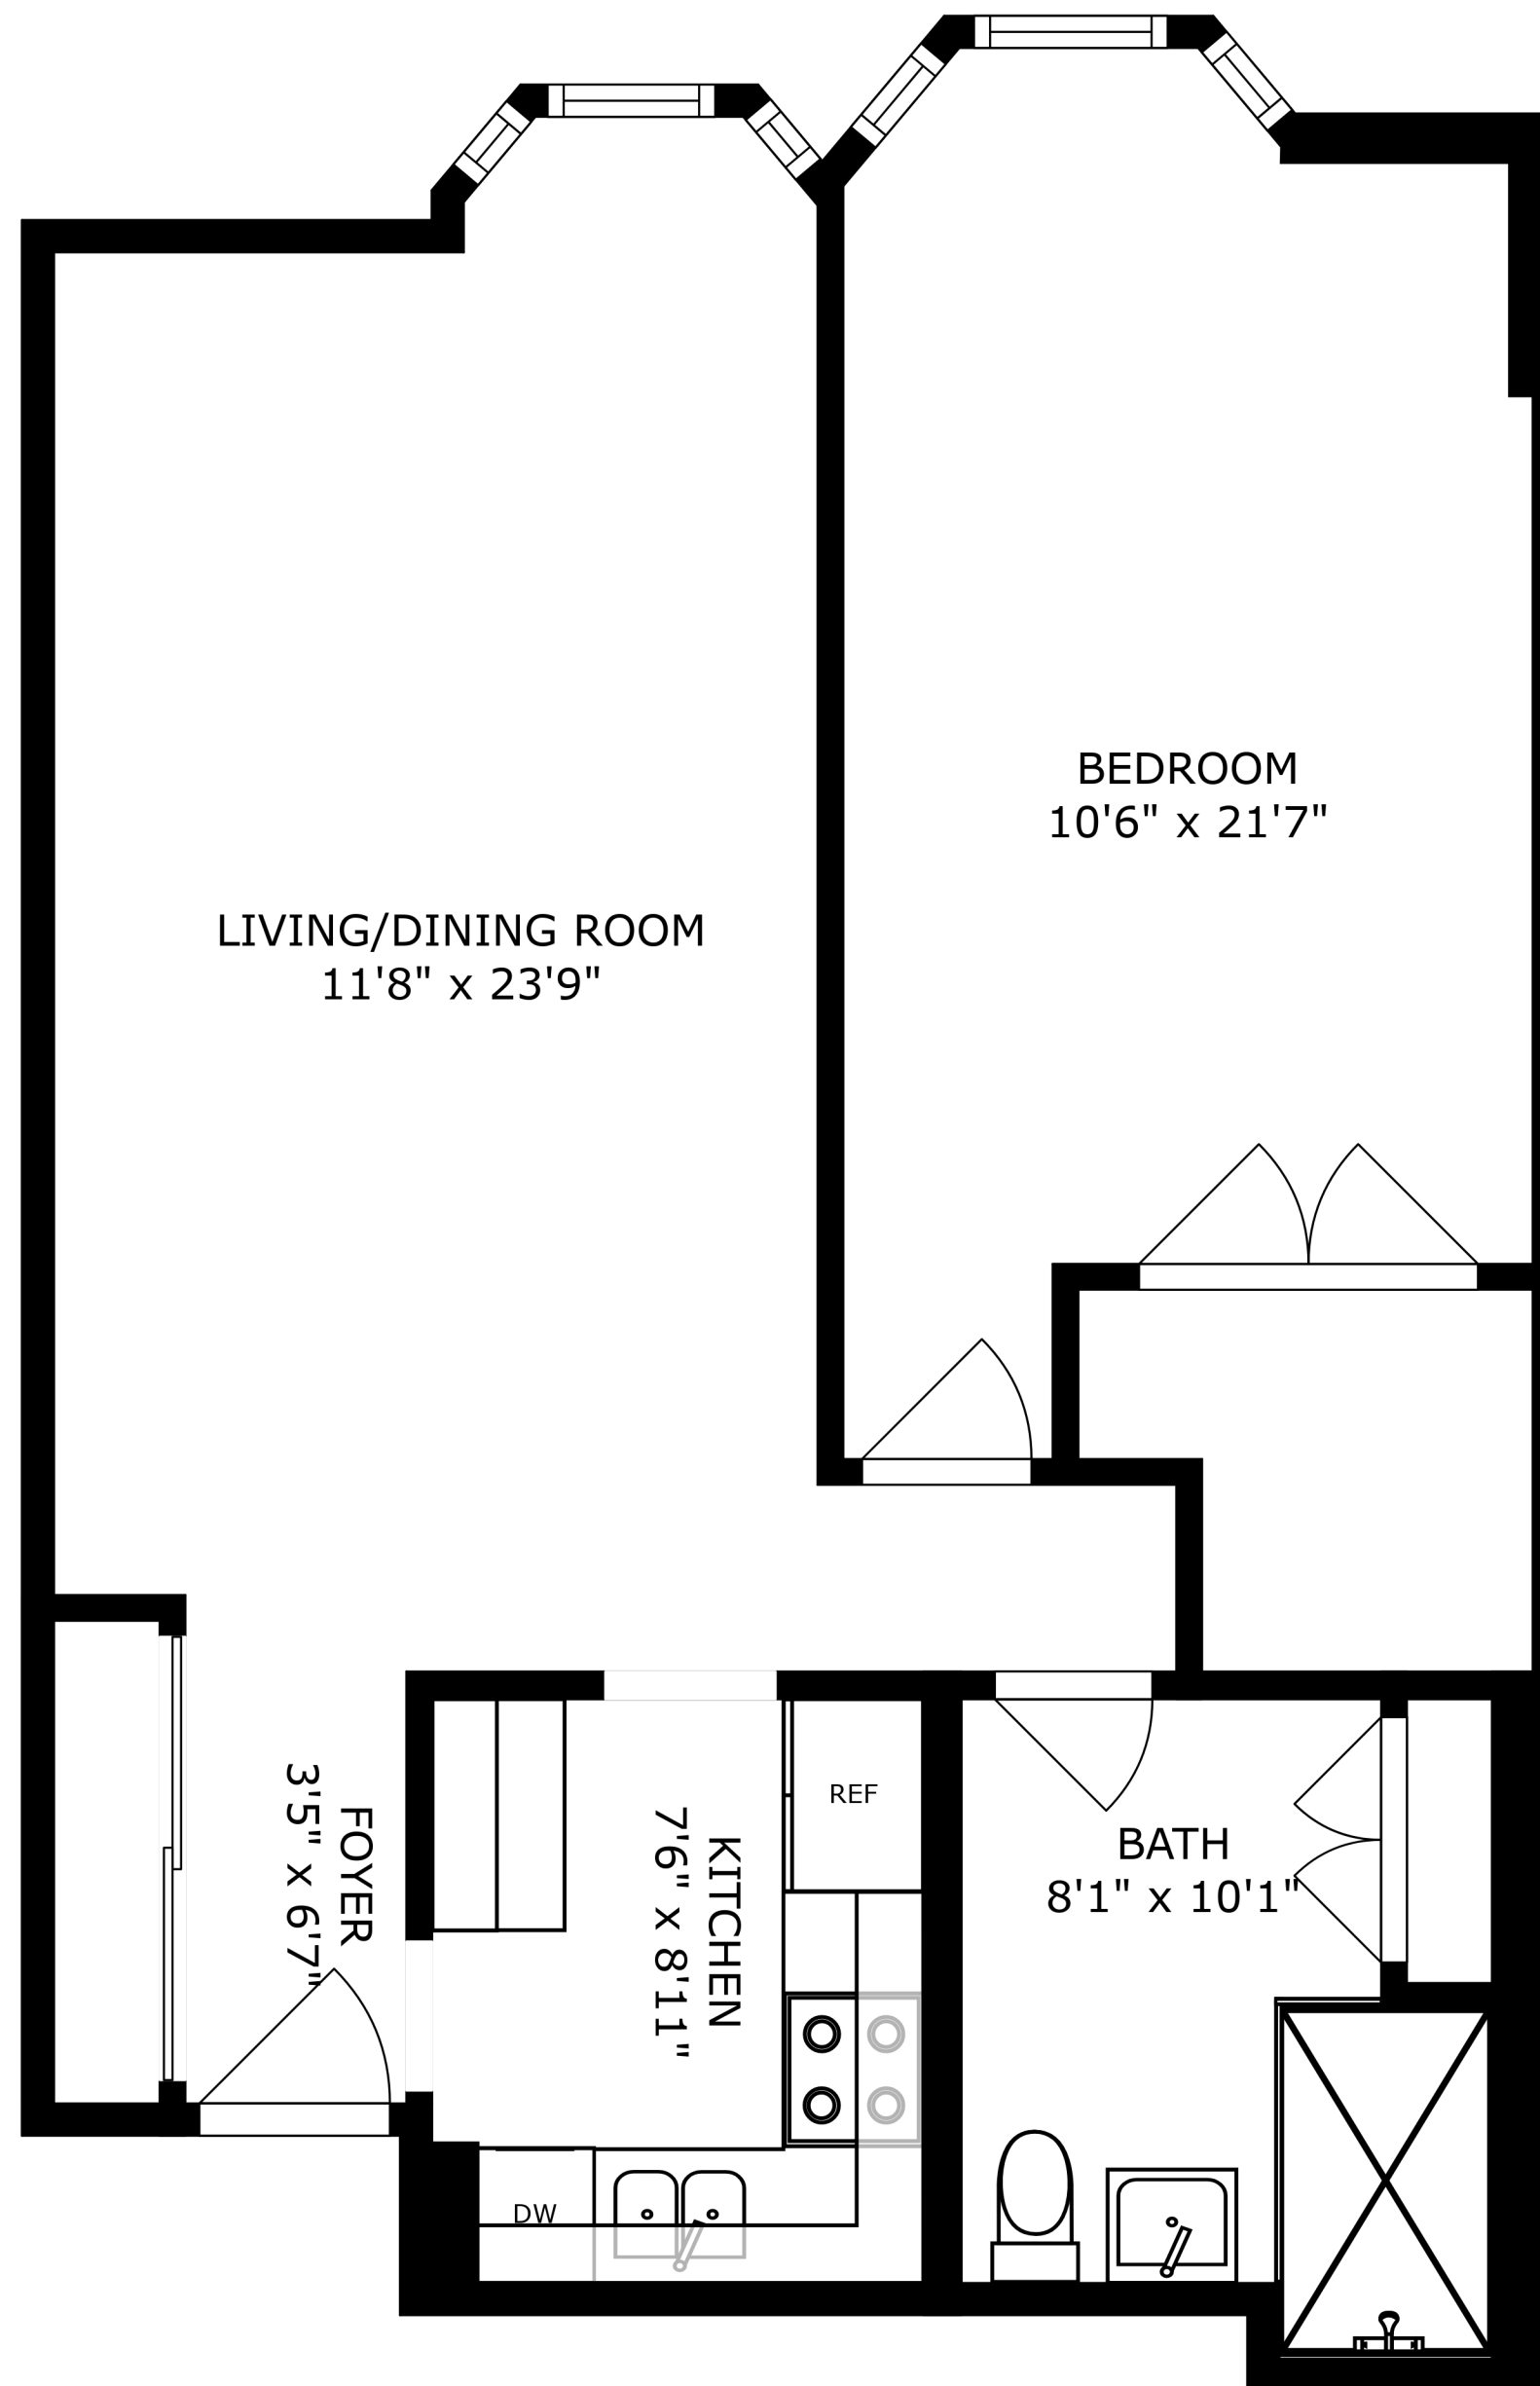 BEDROOM
10'6" x 21'7"
LIVING/DINING ROOM
11'8" x 23'9"
FOYER
3'5" x 6'7"
KITCHEN
7'6" x 8'11"
REF
BATH
8'1" x 10'1"
DW